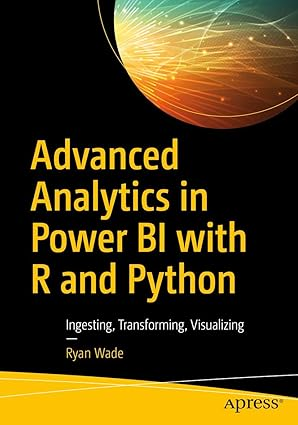 Advanced
Analytics in
Power BI with
R and Python
Ingesting, Transforming, Visualizing
—
Ryan Wade
Apress®